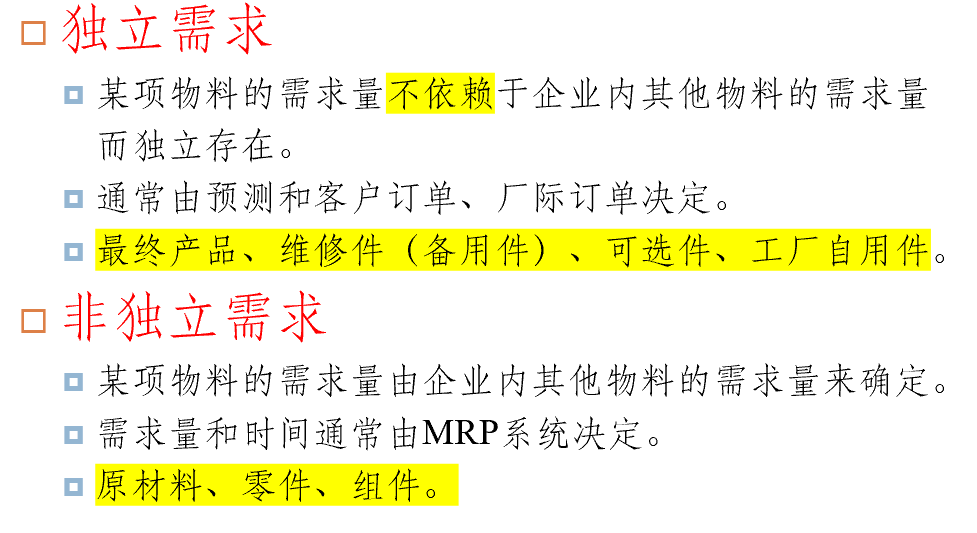 独立需求
某项物料的需求量不依赖于企业内其他物料的需求量
而独立存在。
通常由预测和客户订单、厂际订单决定。
最终产品、维修件（备用件）、可选件、工厂自用件。
非独立需求
某项物料的需求量由企业内其他物料的需求量来确定。
需求量和时间通常由MRP系统决定。
原材料、零件、组件。